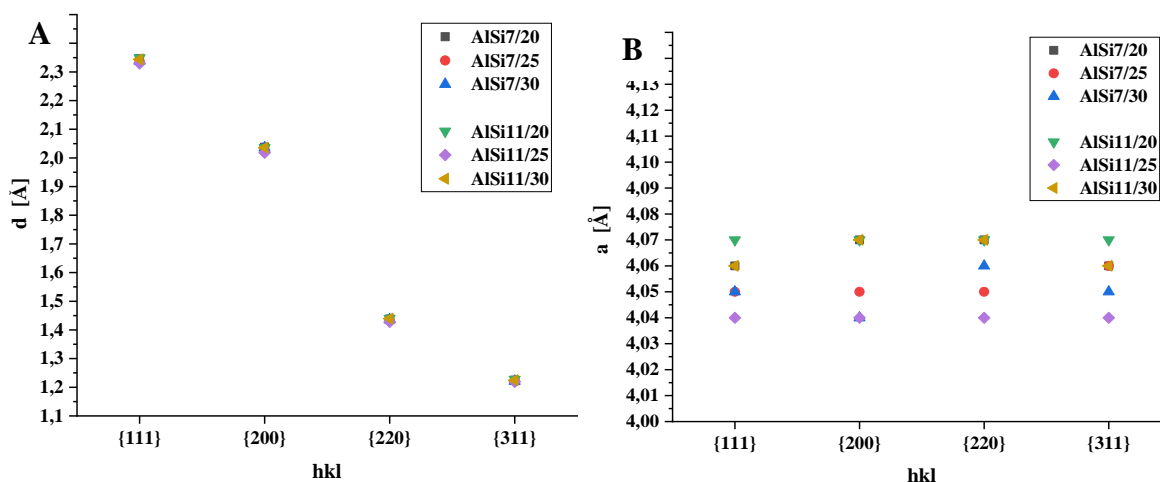 A
AlSi7/20
AlSi7/25
AlSi7/30
AlSi11/20
AlSi11/25
AlSi11/30
d [Å]
2,3
2,2
2,1
2,0
1,9
1,8
1,7
1,6
1,5
1,4
1,3
1,2
1,1
{111}
{200}
{220}
{311}
hkl
B
AlSi7/20
AlSi7/25
AlSi7/30
AlSi11/20
AlSi11/25
AlSi11/30
a [Å]
4,13
4,12
4,11
4,10
4,09
4,08
4,07
4,06
4,05
4,04
4,03
4,02
4,01
4,00
{111}
{200}
{220}
{311}
hkl